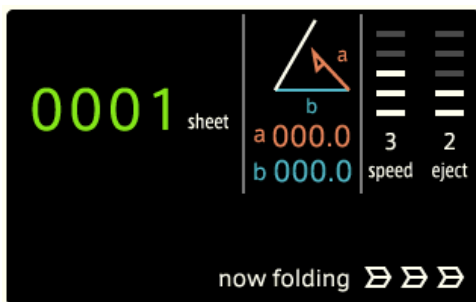 0001 sheet
a
b
a 000.0
b 000.0
3 2
speed eject
now folding